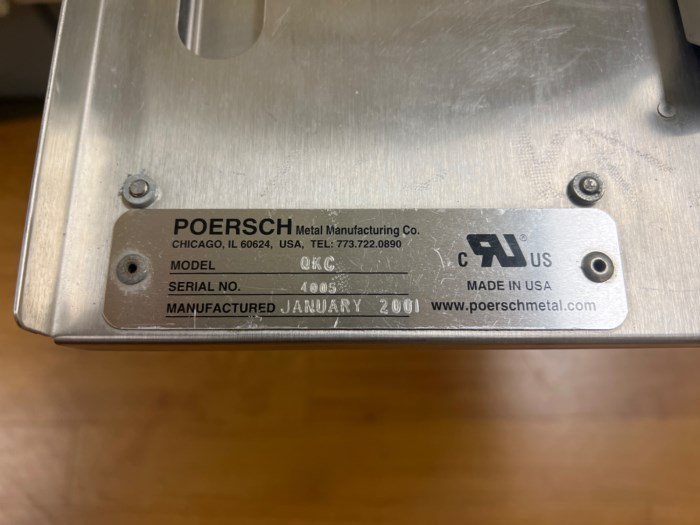 POERSCH Metal Manufacturing Co.
CHICAGO, IL 60624, USA, TEL: 773.722.0890
MODEL QKC
SERIAL NO. 4005
MANUFACTURED JANUARY 2001
C RU ® US
MADE IN USA
www.poerschmetal.com